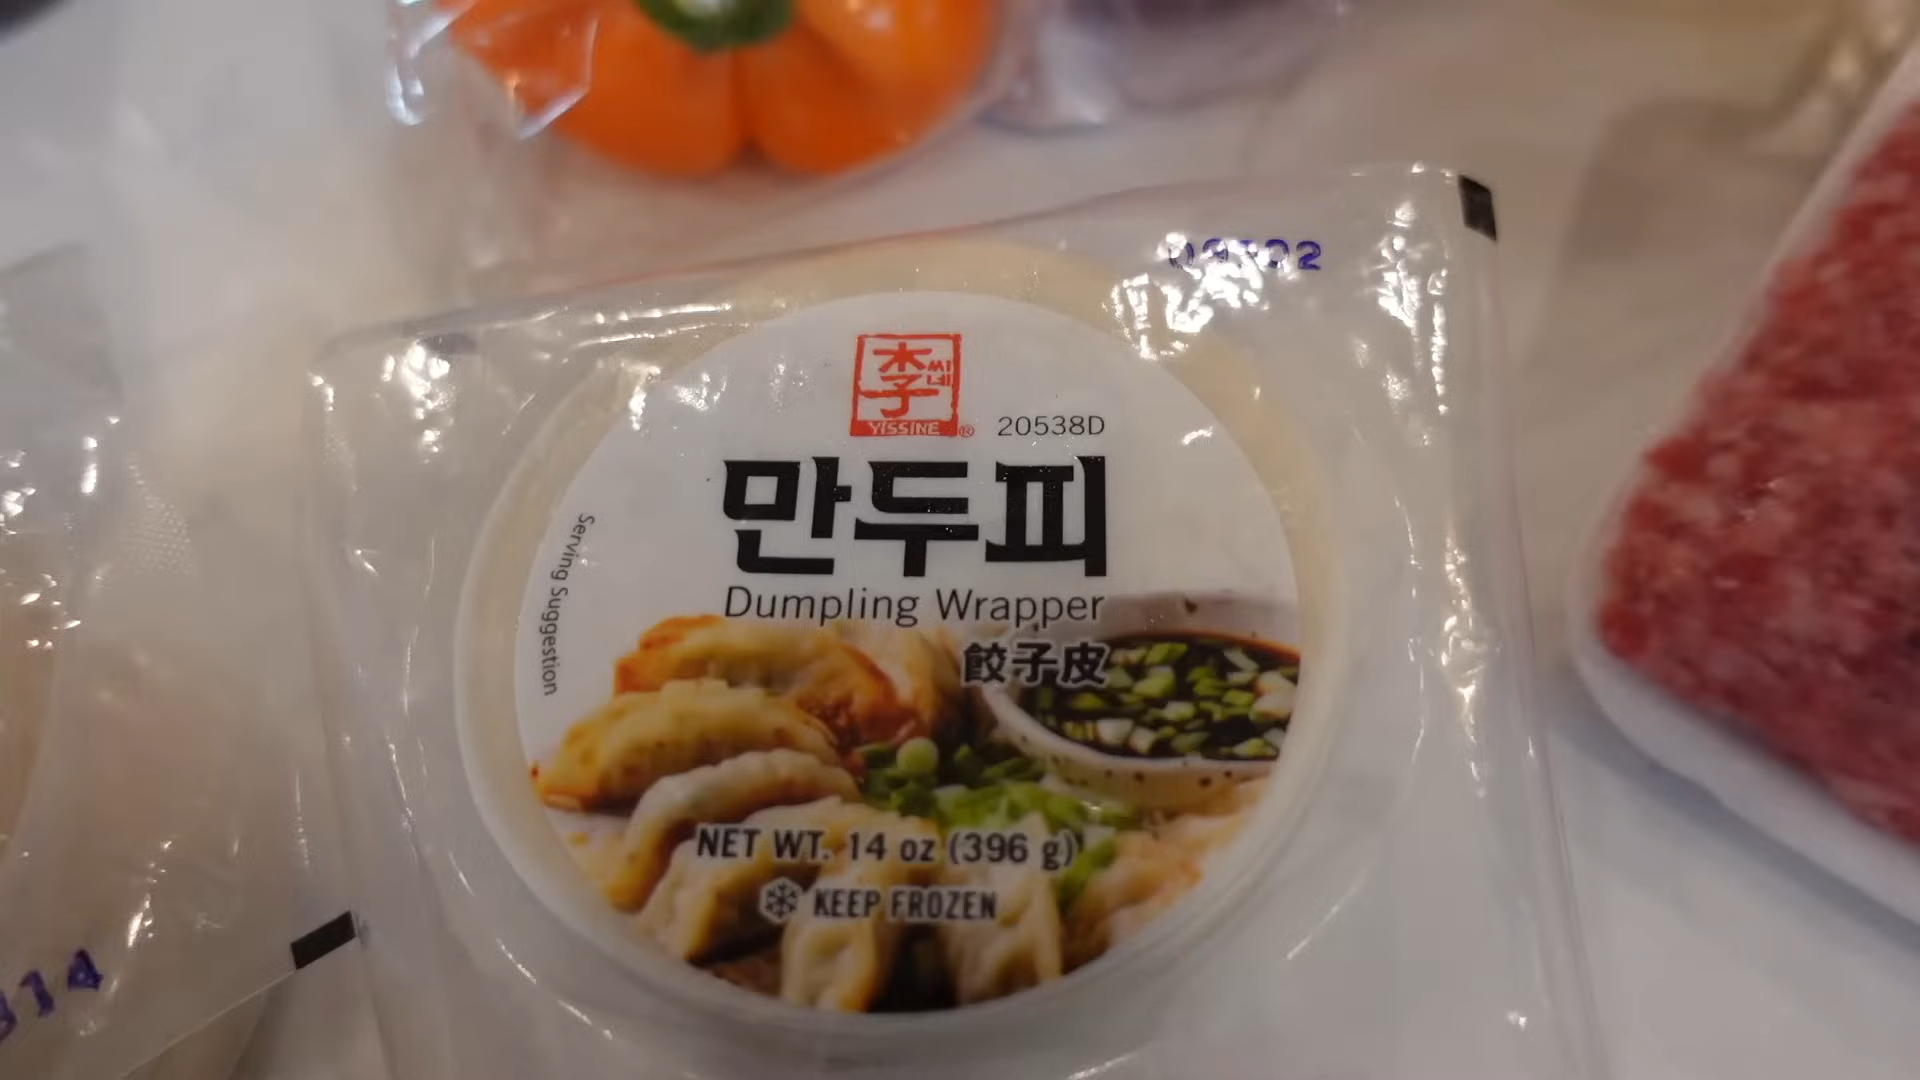 李
씨네
YISSINE ®
20538D
만두피
Dumpling Wrapper
餃子皮
Serving Suggestion
NET WT. 14 oz (396 g)
KEEP FROZEN